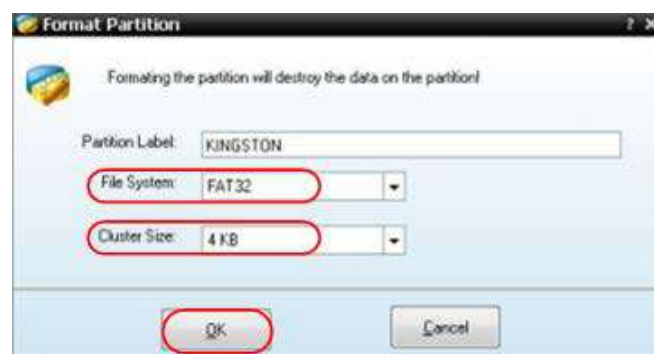 Format Partition ? X
Formating the partition will destroy the data on the partition!
Partition Label: KINGSTON
File System: FAT32
Cluster Size: 4 KB
OK Cancel